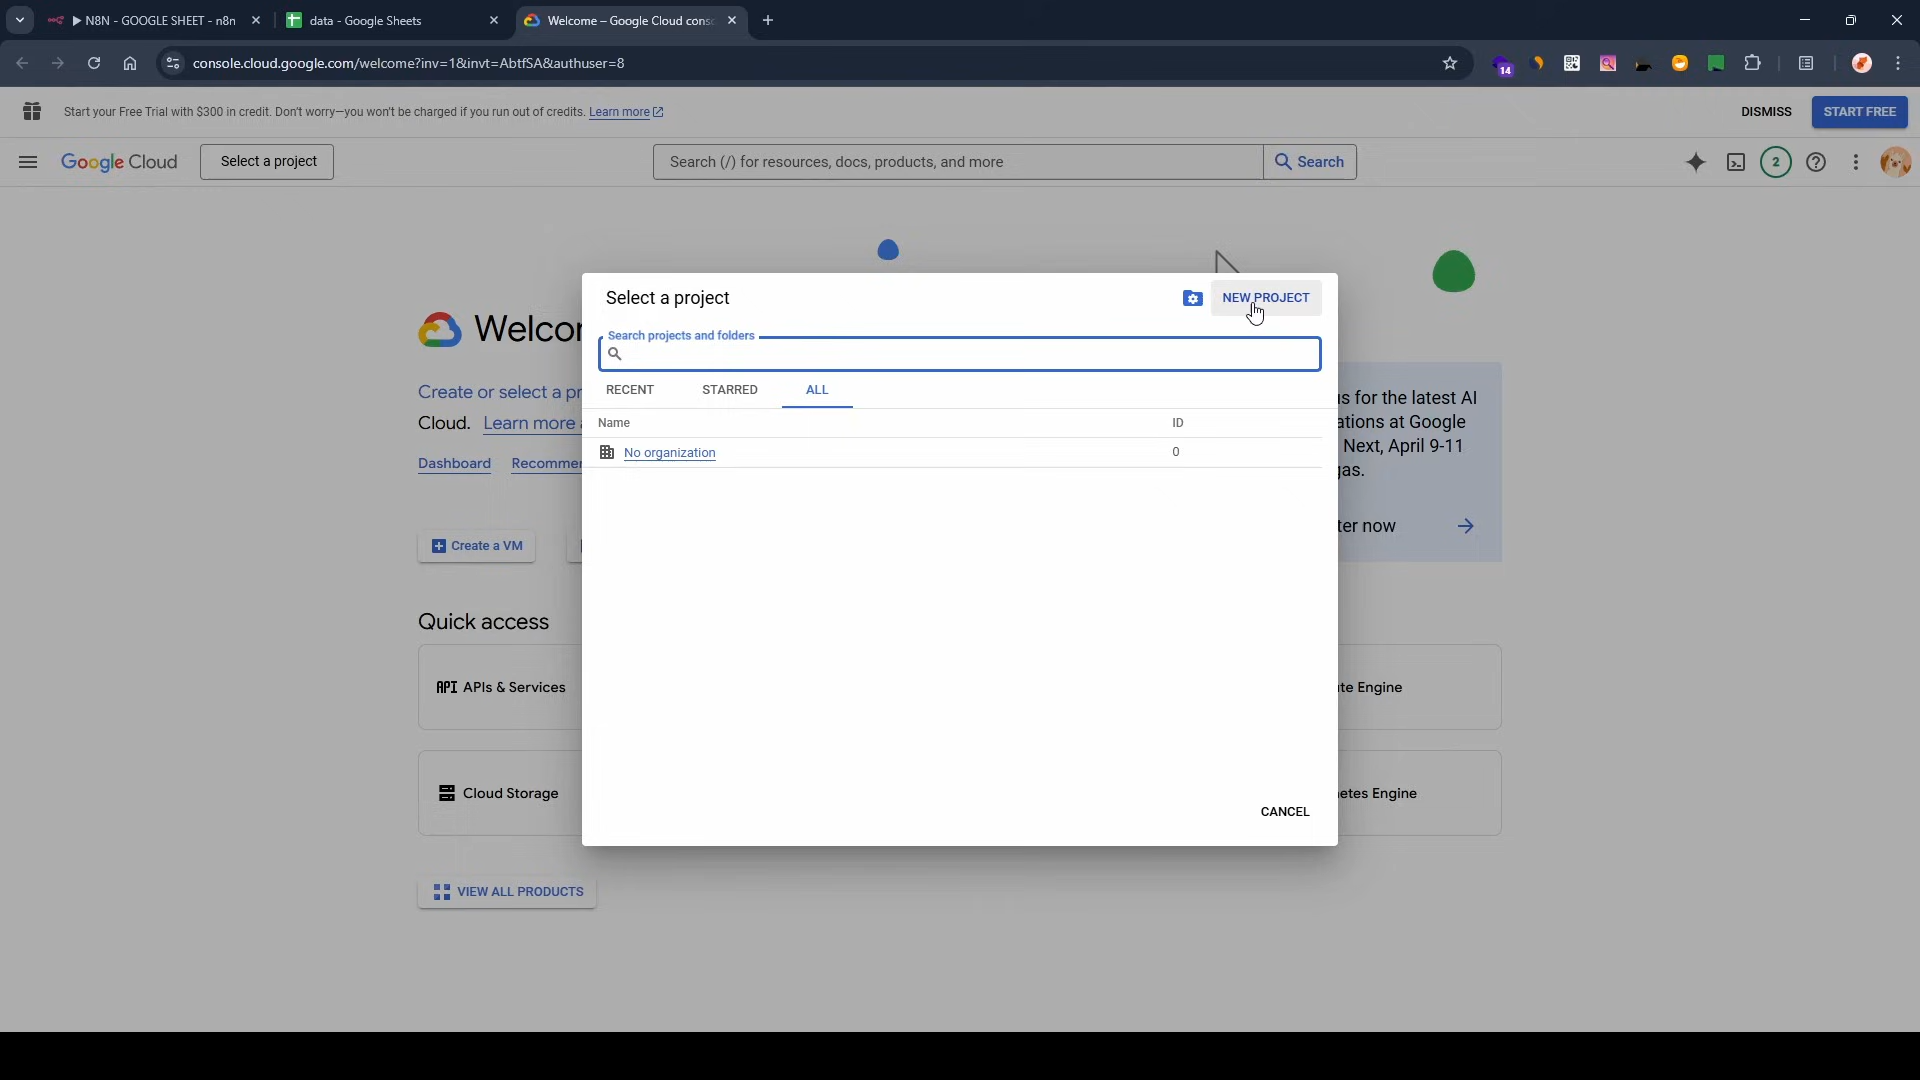 ▶ N8N - GOOGLE SHEET - n8n
data - Google Sheets
Welcome – Google Cloud cons
console.cloud.google.com/welcome?inv=1&invt=AbtfSA&authuser=8
14
Start your Free Trial with $300 in credit. Don't worry—you won't be charged if you run out of credits. Learn more
DISMISS
START FREE
Google Cloud
Select a project
Search (/) for resources, docs, products, and more
Search
2
Select a project
NEW PROJECT
Search projects and folders
RECENT
STARRED
ALL
Name
ID
No organization
0
CANCEL
Welcor
Create or select a pr
Cloud. Learn more
Dashboard
Recommer
us for the latest AI
ations at Google
Next, April 9-11
gas.
ter now
Create a VM
Quick access
API APIs & Services
te Engine
Cloud Storage
etes Engine
VIEW ALL PRODUCTS